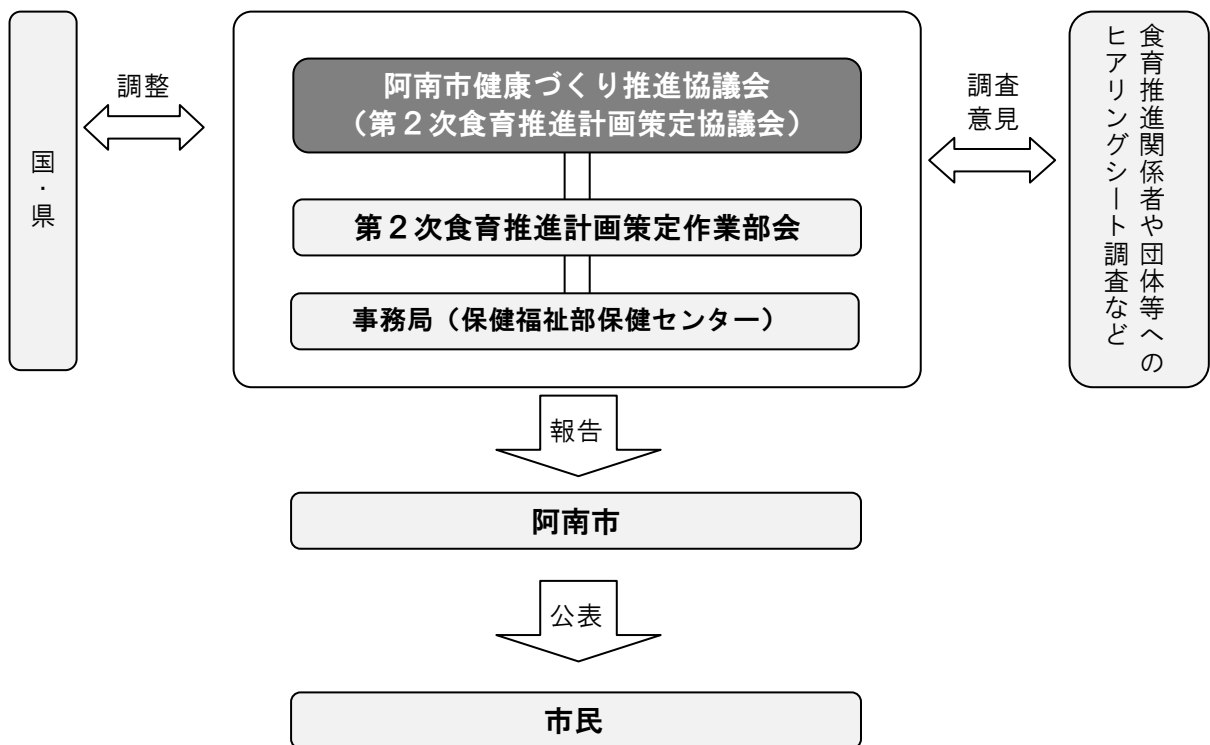 国・県
調整
阿南市健康づくり推進協議会
（第２次食育推進計画策定協議会）
第２次食育推進計画策定作業部会
事務局（保健福祉部保健センター）
調査
意見
食育推進関係者や団体等への
ヒアリングシート調査など
報告
阿南市
公表
市民